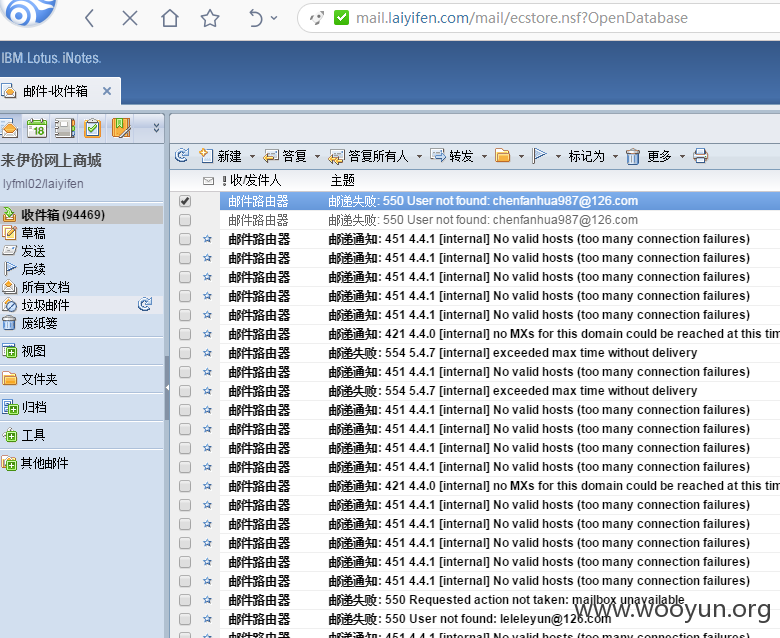 mail.laiyifen.com/mail/ecstore.nsf?OpenDatabase
IBM.Lotus.iNotes.
邮件-收件箱
18
来伊份网上商城
lyfml02/laiyifen
新建 答复 答复所有人 转发 标记为 更多
! 收/发件人 主题
收件箱 (94469)
草稿
发送
后续
所有文档
垃圾邮件
废纸篓
视图
文件夹
归档
工具
其他邮件
邮件路由器 邮递失败: 550 User not found: chenfanhua987@126.com
邮件路由器 邮递失败: 550 User not found: chenfanhua987@126.com
邮件路由器 邮递通知: 451 4.4.1 [internal] No valid hosts (too many connection failures)
邮件路由器 邮递通知: 451 4.4.1 [internal] No valid hosts (too many connection failures)
邮件路由器 邮递通知: 451 4.4.1 [internal] No valid hosts (too many connection failures)
邮件路由器 邮递通知: 451 4.4.1 [internal] No valid hosts (too many connection failures)
邮件路由器 邮递通知: 451 4.4.1 [internal] No valid hosts (too many connection failures)
邮件路由器 邮递通知: 421 4.4.0 [internal] no MXs for this domain could be reached at this tim
邮件路由器 邮递失败: 554 5.4.7 [internal] exceeded max time without delivery
邮件路由器 邮递通知: 451 4.4.1 [internal] No valid hosts (too many connection failures)
邮件路由器 邮递失败: 554 5.4.7 [internal] exceeded max time without delivery
邮件路由器 邮递通知: 451 4.4.1 [internal] No valid hosts (too many connection failures)
邮件路由器 邮递通知: 451 4.4.1 [internal] No valid hosts (too many connection failures)
邮件路由器 邮递通知: 451 4.4.1 [internal] No valid hosts (too many connection failures)
邮件路由器 邮递通知: 451 4.4.1 [internal] No valid hosts (too many connection failures)
邮件路由器 邮递通知: 421 4.4.0 [internal] no MXs for this domain could be reached at this tim
邮件路由器 邮递通知: 451 4.4.1 [internal] No valid hosts (too many connection failures)
邮件路由器 邮递通知: 451 4.4.1 [internal] No valid hosts (too many connection failures)
邮件路由器 邮递通知: 451 4.4.1 [internal] No valid hosts (too many connection failures)
邮件路由器 邮递通知: 451 4.4.1 [internal] No valid hosts (too many connection failures)
邮件路由器 邮递通知: 451 4.4.1 [internal] No valid hosts (too many connection failures)
邮件路由器 邮递失败: 550 Requested action not taken: mailbox unavailable
邮件路由器 邮递失败: 550 User not found: leleleyun@126.com
邮件路由器 邮递通知: 451 4.4.1 [internal] No valid hosts (too many connection failures)
www.wooyun.org